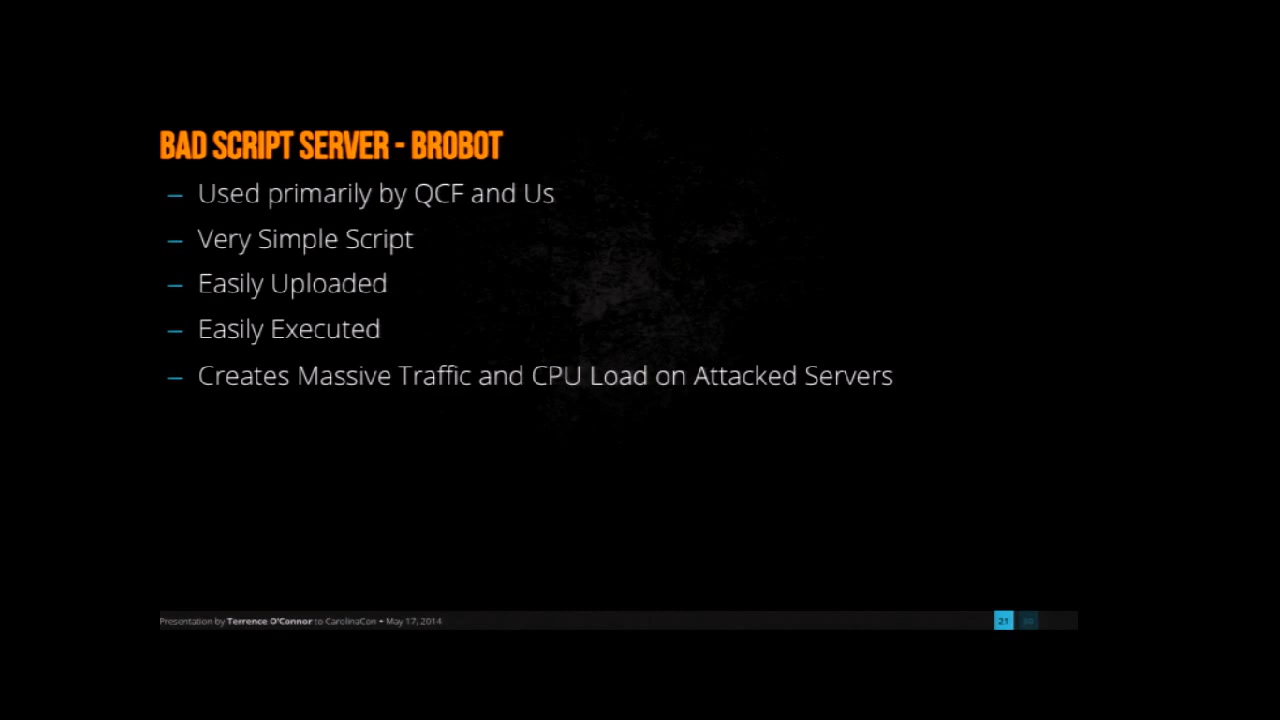 BAD SCRIPT SERVER - BROBOT
– Used primarily by QCF and Us
– Very Simple Script
– Easily Uploaded
– Easily Executed
– Creates Massive Traffic and CPU Load on Attacked Servers
Presentation by Terrence O'Connor to CarolinaCon • May 17, 2014
21